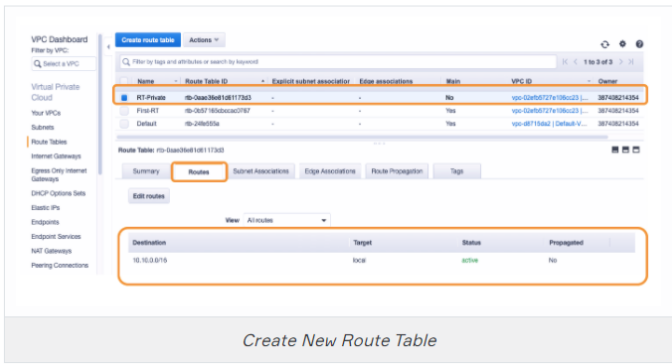 VPC Dashboard
Filter by VPC:
Select a VPC
Virtual Private
Cloud
Your VPCs
Subnets
Route Tables
Internet Gateways
Egress Only Internet
Gateways
DHCP Options Sets
Elastic IPs
Endpoints
Endpoint Services
NAT Gateways
Peering Connections
Create route table Actions
Filter by tags and attributes or search by keyword 1 to 3 of 3
Name Route Table ID Explicit subnet association Edge associations Main VPC ID Owner
RT-Private - - No 387408214354
First-RT - - Yes 387408214354
Default - - Yes 387408214354
Route Table:
Summary Routes Subnet Associations Edge Associations Route Propagation Tags
Edit routes
View All routes
Destination Target Status Propagated
10.10.0.0/16 local active No
Create New Route Table